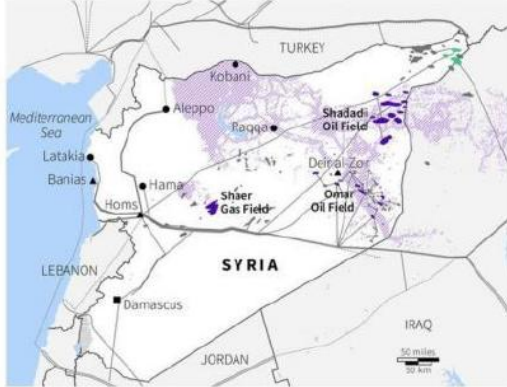 TURKEY
Kobani
Mediterranean
Sea
Aleppo
Shadadi
Oil Field
Raqqa
Latakia
Deir al Zor
Banias
Hama
Shaer
Gas Field
Omar
Oil Field
Homs
SYRIA
LEBANON
Damascus
IRAQ
JORDAN
50 miles
50 km